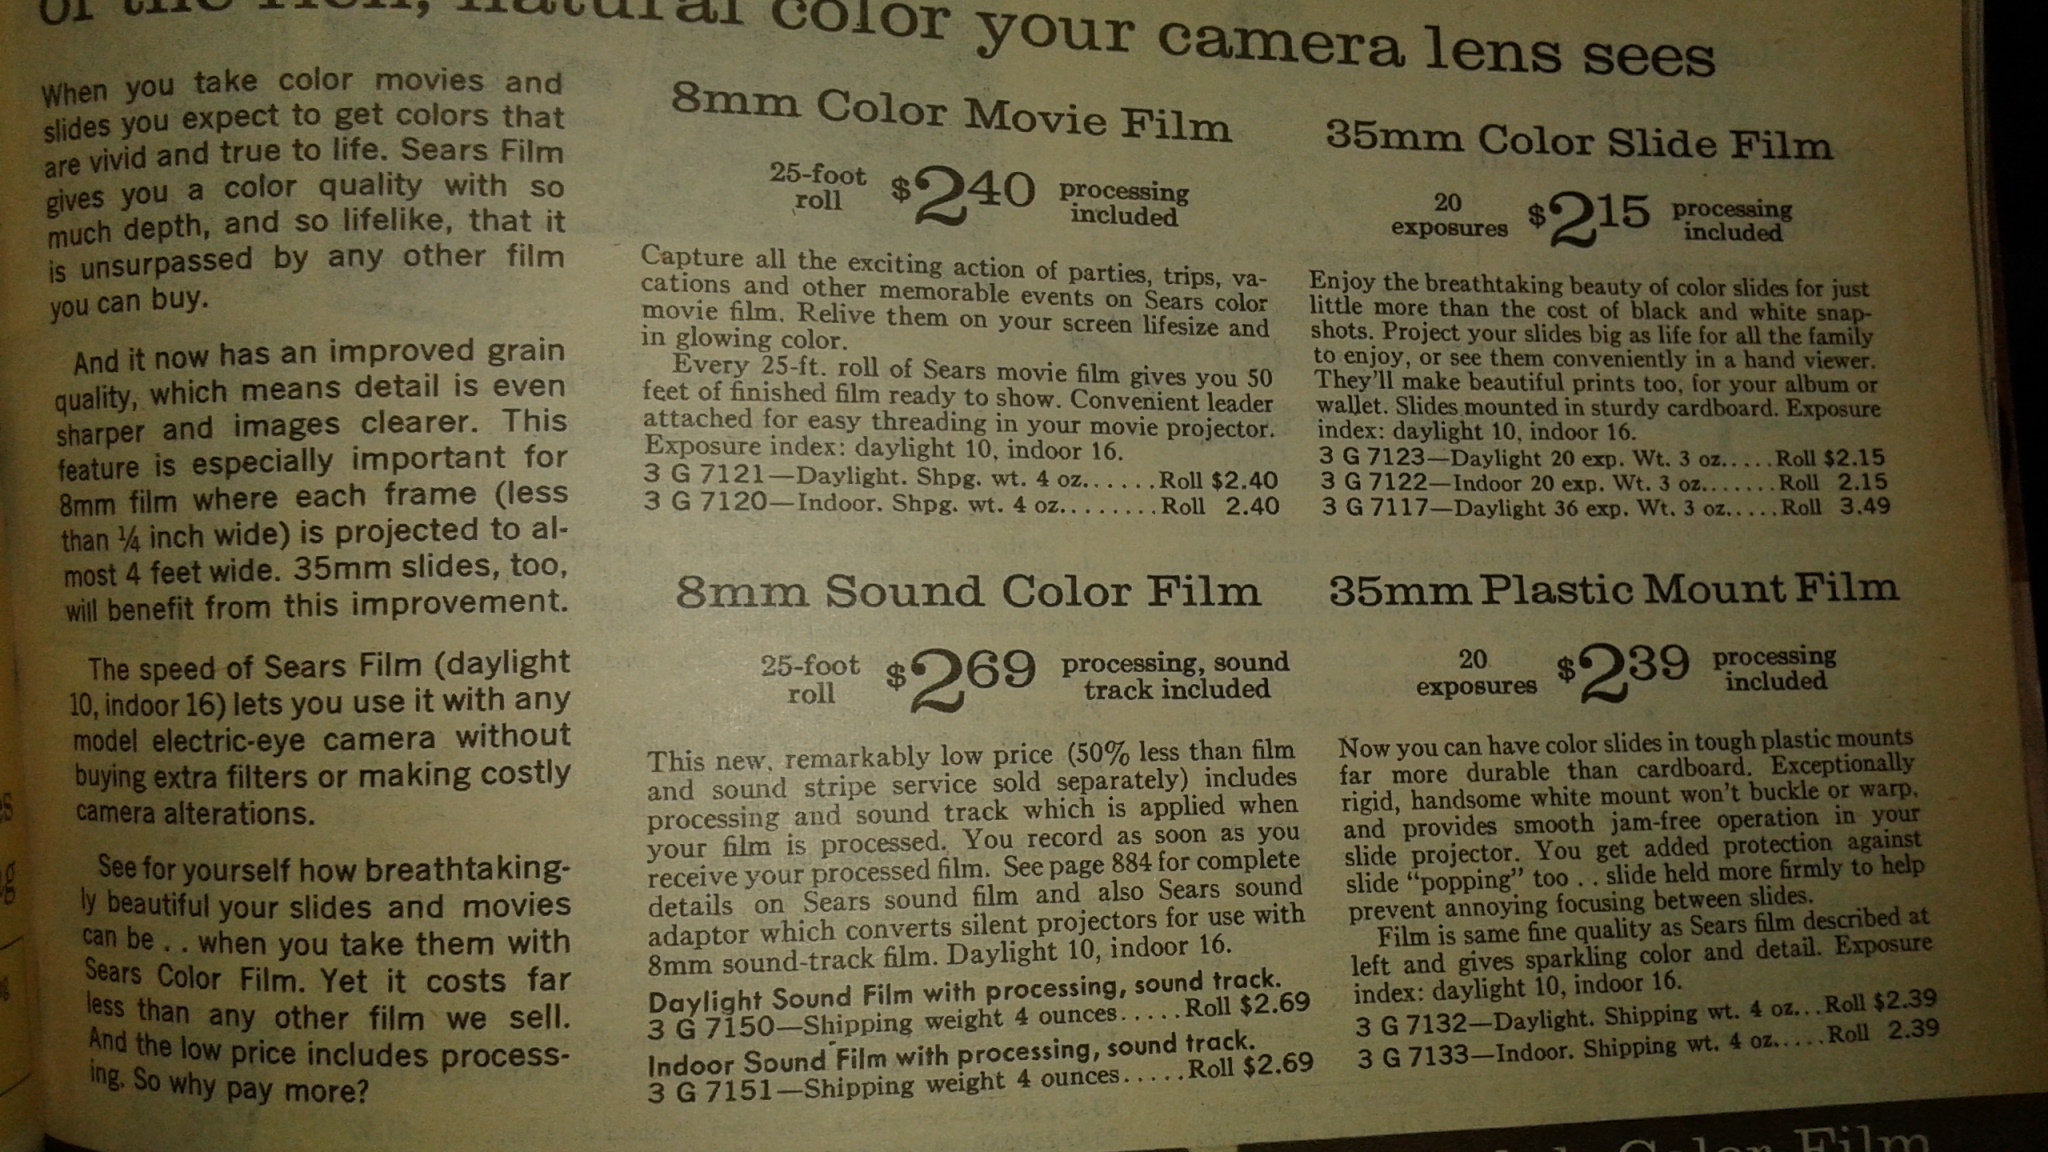 of the rich, natural color your camera lens sees
When you take color movies and
slides you expect to get colors that
are vivid and true to life. Sears Film
gives you a color quality with so
much depth, and so lifelike, that it
is unsurpassed by any other film
you can buy.
And it now has an improved grain
quality, which means detail is even
sharper and images clearer. This
feature is especially important for
8mm film where each frame (less
than ¼ inch wide) is projected to al-
most 4 feet wide. 35mm slides, too,
will benefit from this improvement.
The speed of Sears Film (daylight
10, indoor 16) lets you use it with any
model electric-eye camera without
buying extra filters or making costly
camera alterations.
See for yourself how breathtaking-
ly beautiful your slides and movies
can be . . when you take them with
Sears Color Film. Yet it costs far
less than any other film we sell.
And the low price includes process-
ing. So why pay more?
8mm Color Movie Film
25-foot roll $2.40 processing included
Capture all the exciting action of parties, trips, va-
cations and other memorable events on Sears color
movie film. Relive them on your screen lifesize and
in glowing color.
Every 25-ft. roll of Sears movie film gives you 50
feet of finished film ready to show. Convenient leader
attached for easy threading in your movie projector.
Exposure index: daylight 10, indoor 16.
3 G 7121—Daylight. Shpg. wt. 4 oz......Roll $2.40
3 G 7120—Indoor. Shpg. wt. 4 oz........Roll 2.40
8mm Sound Color Film
25-foot roll $2.69 processing, sound track included
This new, remarkably low price (50% less than film
and sound stripe service sold separately) includes
processing and sound track which is applied when
your film is processed. You record as soon as you
receive your processed film. See page 884 for complete
details on Sears sound film and also Sears sound
adaptor which converts silent projectors for use with
8mm sound-track film. Daylight 10, indoor 16.
Daylight Sound Film with processing, sound track.
3 G 7150—Shipping weight 4 ounces.....Roll $2.69
Indoor Sound Film with processing, sound track.
3 G 7151—Shipping weight 4 ounces.....Roll $2.69
35mm Color Slide Film
20 exposures $2.15 processing included
Enjoy the breathtaking beauty of color slides for just
little more than the cost of black and white snap-
shots. Project your slides big as life for all the family
to enjoy, or see them conveniently in a hand viewer.
They'll make beautiful prints too, for your album or
wallet. Slides mounted in sturdy cardboard. Exposure
index: daylight 10, indoor 16.
3 G 7123—Daylight 20 exp. Wt. 3 oz.....Roll $2.15
3 G 7122—Indoor 20 exp. Wt. 3 oz.......Roll 2.15
3 G 7117—Daylight 36 exp. Wt. 3 oz.....Roll 3.49
35mm Plastic Mount Film
20 exposures $2.39 processing included
Now you can have color slides in tough plastic mounts
far more durable than cardboard. Exceptionally
rigid, handsome white mount won't buckle or warp,
and provides smooth jam-free operation in your
slide projector. You get added protection against
slide "popping" too . . slide held more firmly to help
prevent annoying focusing between slides.
Film is same fine quality as Sears film described at
left and gives sparkling color and detail. Exposure
index: daylight 10, indoor 16.
3 G 7132—Daylight. Shipping wt. 4 oz...Roll $2.39
3 G 7133—Indoor. Shipping wt. 4 oz.....Roll 2.39
Color Film